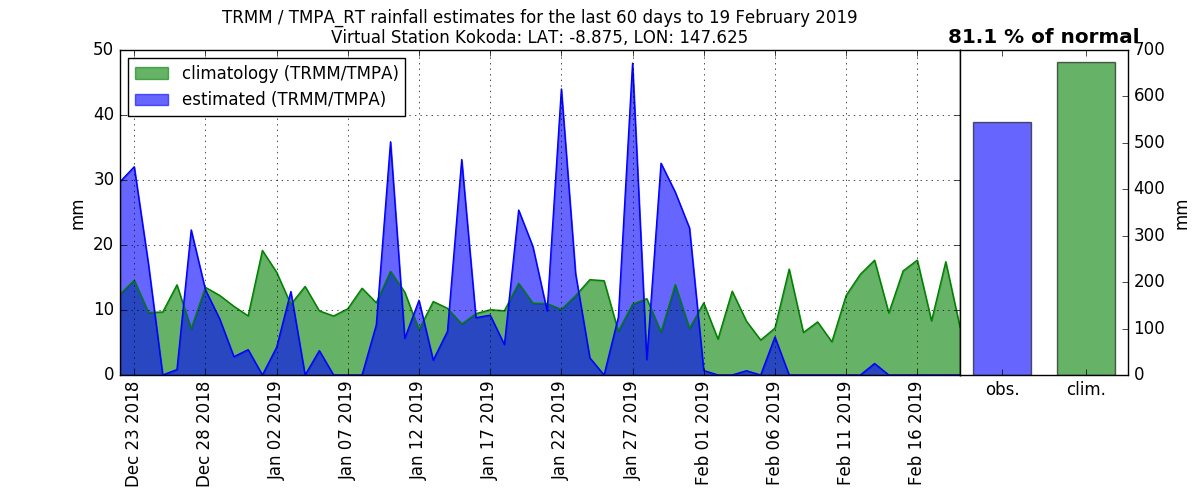 TRMM / TMPA_RT rainfall estimates for the last 60 days to 19 February 2019
Virtual Station Kokoda: LAT: -8.875, LON: 147.625
81.1 % of normal
climatology (TRMM/TMPA)
estimated (TRMM/TMPA)
50
40
30
20
10
0
mm
Dec 23 2018
Dec 28 2018
Jan 02 2019
Jan 07 2019
Jan 12 2019
Jan 17 2019
Jan 22 2019
Jan 27 2019
Feb 01 2019
Feb 06 2019
Feb 11 2019
Feb 16 2019
700
600
500
400
300
200
100
0
mm
obs.
clim.